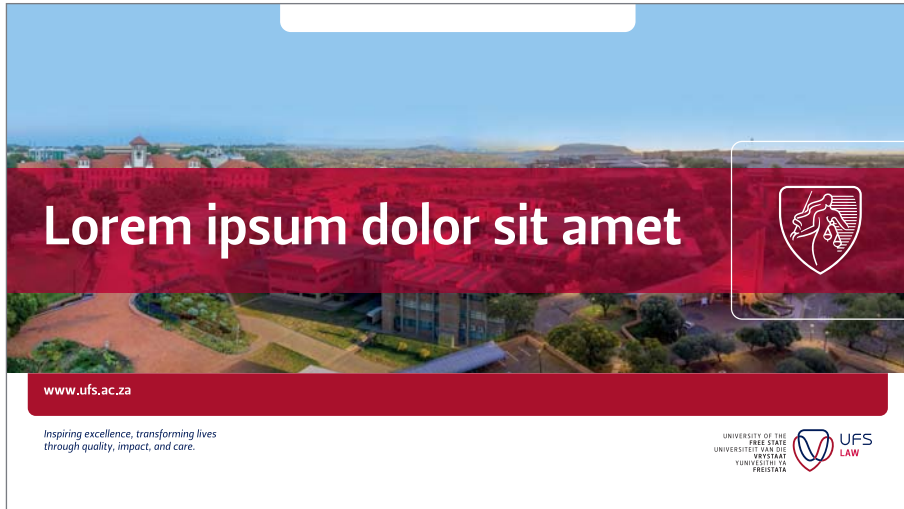 Lorem ipsum dolor sit amet
www.ufs.ac.za
Inspiring excellence, transforming lives
through quality, impact, and care.
UNIVERSITY OF THE
FREE STATE
UNIVERSITEIT VAN DIE
VRYSTAAT
YUNIVESITHI YA
FREISTATA
UFS
LAW